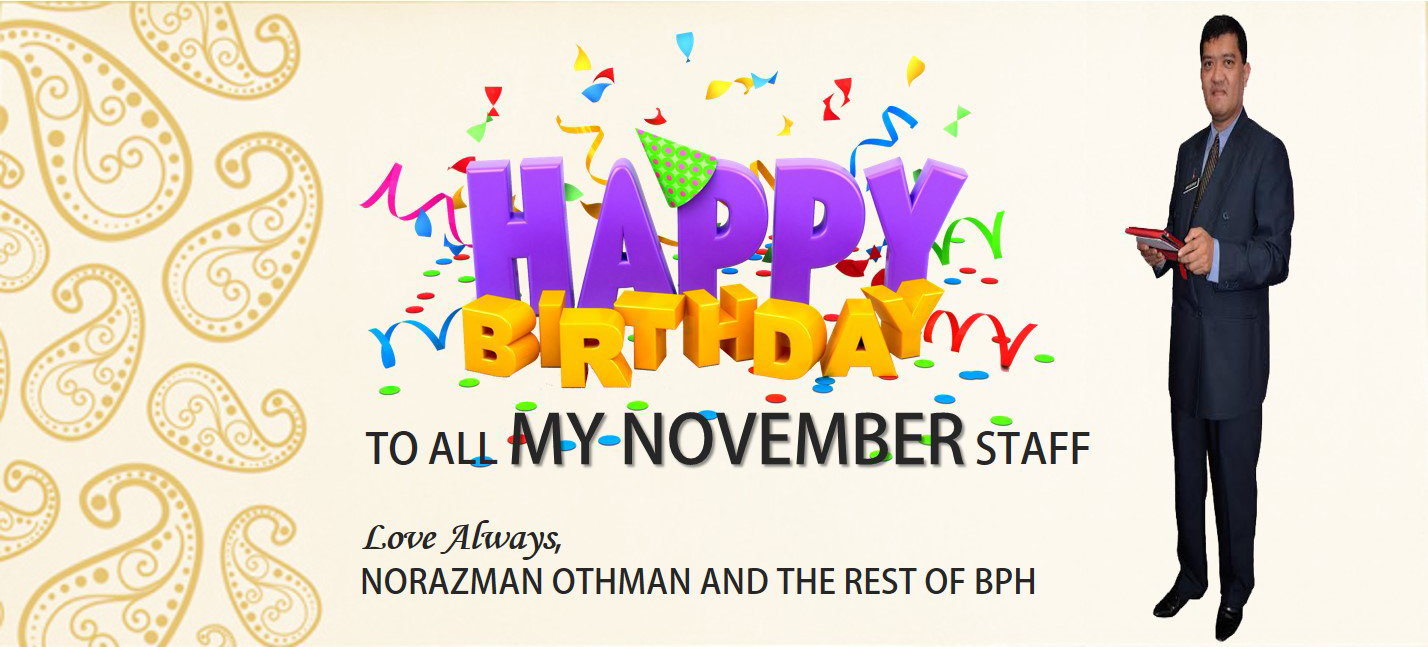 HAPPY
BIRTHDAY
TO ALL MY NOVEMBER STAFF
Love Always,
NORAZMAN OTHMAN AND THE REST OF BPH